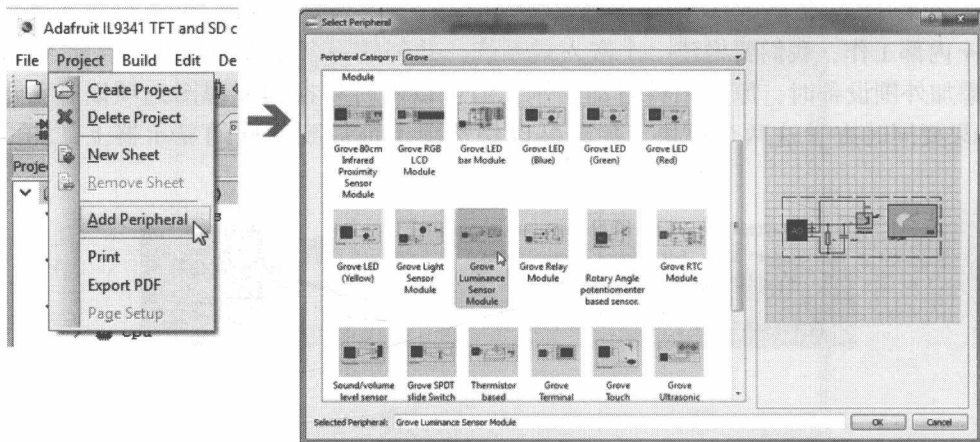 Adafruit IL9341 TFT and SD c
File Project Build Edit De
Create Project
Delete Project
New Sheet
Remove Sheet
Add Peripheral
Print
Export PDF
Page Setup
Cpu
Select Peripheral
Peripheral Category: Grove
Module
Grove 80cm Infrared Proximity Sensor Module
Grove RGB LCD Module
Grove LED bar Module
Grove LED (Blue)
Grove LED (Green)
Grove LED (Red)
Grove LED (Yellow)
Grove Light Sensor Module
Grove Luminance Sensor Module
Grove Relay Module
Rotary Angle potentiomenter based sensor.
Grove RTC Module
Sound/volume level sensor
Grove SPDT slide Switch
Thermistor based
Grove Terminal
Grove Touch
Grove Ultrasonic
Selected Peripheral: Grove Luminance Sensor Module
OK
Cancel